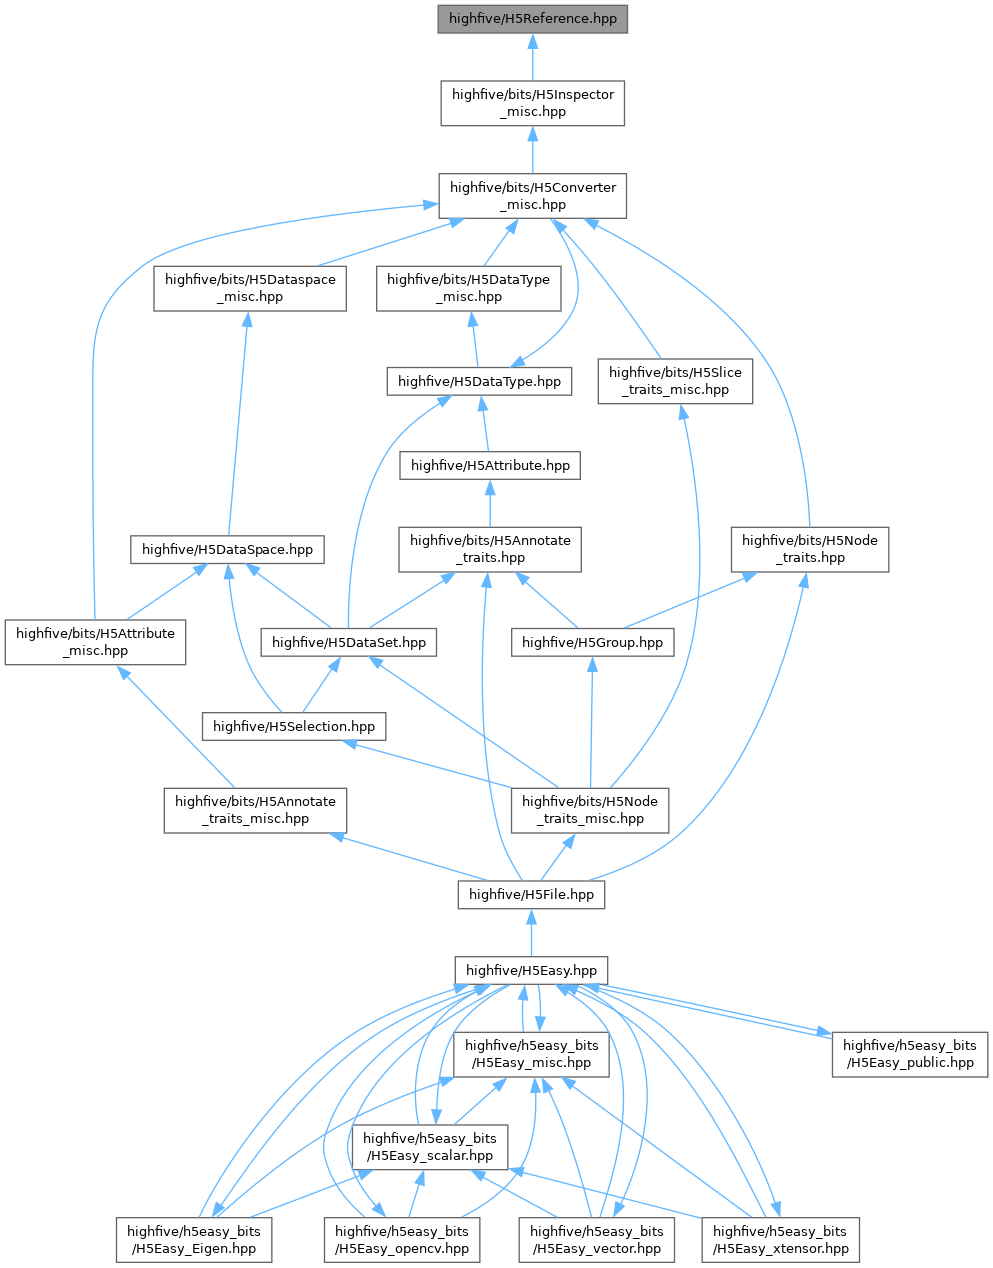 highfive/H5Reference.hpp
highfive/bits/H5Inspector
_misc.hpp
highfive/bits/H5Converter
_misc.hpp
highfive/bits/H5Dataspace
_misc.hpp
highfive/bits/H5DataType
_misc.hpp
highfive/H5DataType.hpp
highfive/bits/H5Slice
_traits_misc.hpp
highfive/H5Attribute.hpp
highfive/H5DataSpace.hpp
highfive/bits/H5Annotate
_traits.hpp
highfive/bits/H5Node
_traits.hpp
highfive/bits/H5Attribute
_misc.hpp
highfive/H5DataSet.hpp
highfive/H5Group.hpp
highfive/H5Selection.hpp
highfive/bits/H5Annotate
_traits_misc.hpp
highfive/bits/H5Node
_traits_misc.hpp
highfive/H5File.hpp
highfive/H5Easy.hpp
highfive/h5easy_bits
/H5Easy_misc.hpp
highfive/h5easy_bits
/H5Easy_public.hpp
highfive/h5easy_bits
/H5Easy_scalar.hpp
highfive/h5easy_bits
/H5Easy_Eigen.hpp
highfive/h5easy_bits
/H5Easy_opencv.hpp
highfive/h5easy_bits
/H5Easy_vector.hpp
highfive/h5easy_bits
/H5Easy_xtensor.hpp